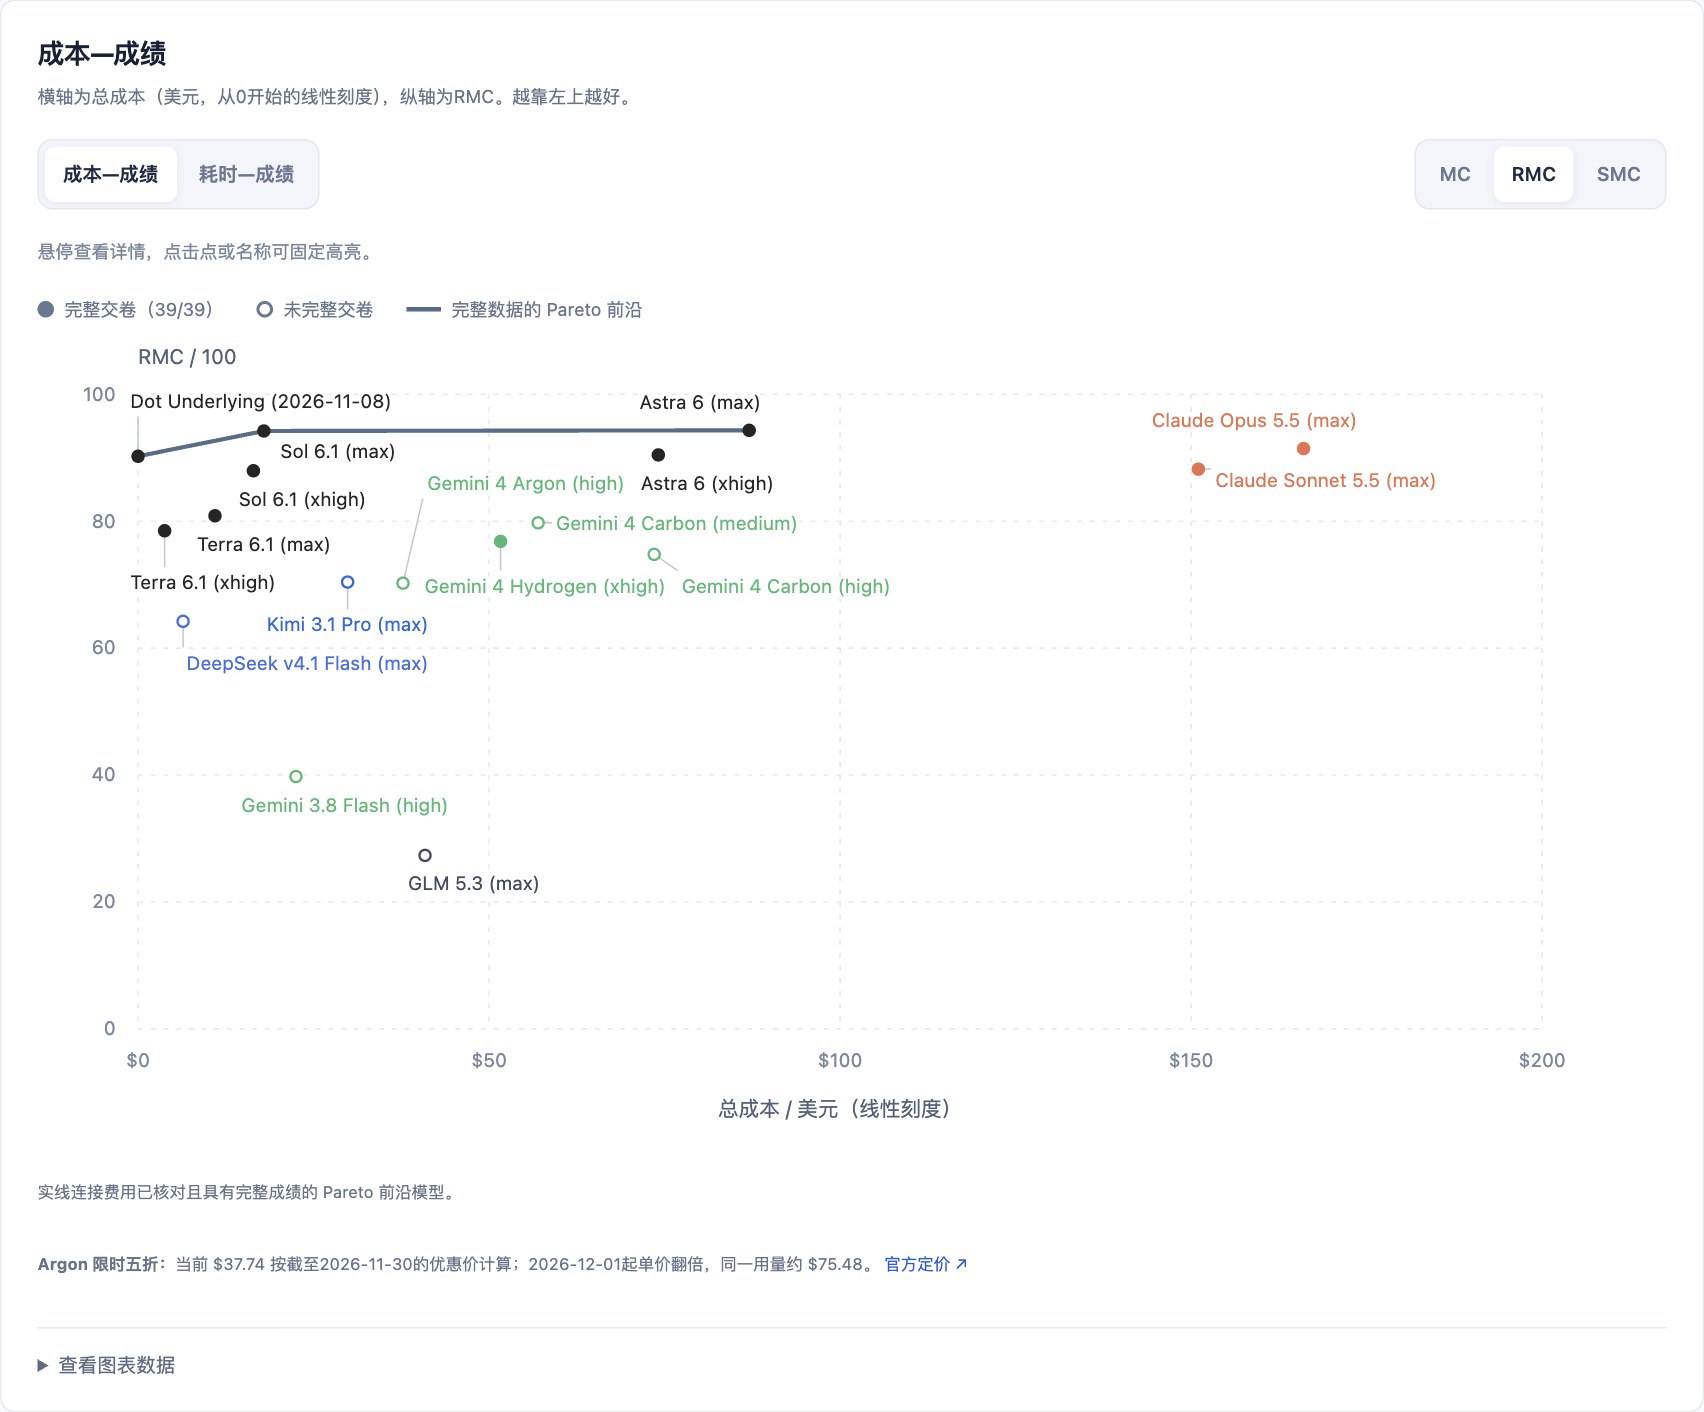 成本—成绩
横轴为总成本（美元，从0开始的线性刻度），纵轴为RMC。越靠左上越好。
成本—成绩 耗时—成绩
MC RMC SMC
悬停查看详情，点击点或名称可固定高亮。
完整交卷（39/39） 未完整交卷 完整数据的 Pareto 前沿
RMC / 100
100
Dot Underlying (2026-11-08)
Astra 6 (max)
Claude Opus 5.5 (max)
Sol 6.1 (max)
Claude Sonnet 5.5 (max)
Gemini 4 Argon (high)
Astra 6 (xhigh)
Sol 6.1 (xhigh)
80
Gemini 4 Carbon (medium)
Terra 6.1 (max)
Terra 6.1 (xhigh)
Gemini 4 Hydrogen (xhigh)
Gemini 4 Carbon (high)
Kimi 3.1 Pro (max)
60
DeepSeek v4.1 Flash (max)
40
Gemini 3.8 Flash (high)
GLM 5.3 (max)
20
0
$0 $50 $100 $150 $200
总成本 / 美元（线性刻度）
实线连接费用已核对且具有完整成绩的 Pareto 前沿模型。
Argon 限时五折：当前 $37.74 按截至2026-11-30的优惠价计算；2026-12-01起单价翻倍，同一用量约 $75.48。 官方定价 ↗
▶ 查看图表数据